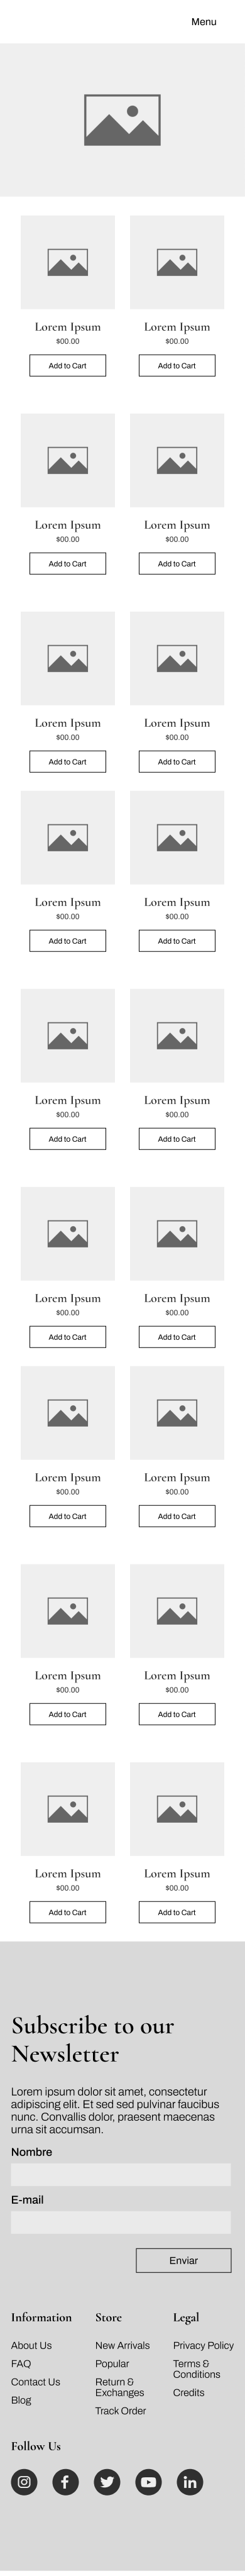 Menu
Lorem Ipsum Lorem Ipsum
$00.00 $00.00
Add to Cart Add to Cart
Lorem Ipsum Lorem Ipsum
$00.00 $00.00
Add to Cart Add to Cart
Lorem Ipsum Lorem Ipsum
$00.00 $00.00
Add to Cart Add to Cart
Lorem Ipsum Lorem Ipsum
$00.00 $00.00
Add to Cart Add to Cart
Lorem Ipsum Lorem Ipsum
$00.00 $00.00
Add to Cart Add to Cart
Lorem Ipsum Lorem Ipsum
$00.00 $00.00
Add to Cart Add to Cart
Lorem Ipsum Lorem Ipsum
$00.00 $00.00
Add to Cart Add to Cart
Lorem Ipsum Lorem Ipsum
$00.00 $00.00
Add to Cart Add to Cart
Lorem Ipsum Lorem Ipsum
$00.00 $00.00
Add to Cart Add to Cart
Subscribe to our
Newsletter
Lorem ipsum dolor sit amet, consectetur
adipiscing elit. Et sed sed pulvinar faucibus
nunc. Convallis dolor, praesent maecenas
urna sit accumsan.
Nombre
E-mail
Enviar
Information
About Us
FAQ
Contact Us
Blog
Store
New Arrivals
Popular
Return &
Exchanges
Track Order
Legal
Privacy Policy
Terms &
Conditions
Credits
Follow Us